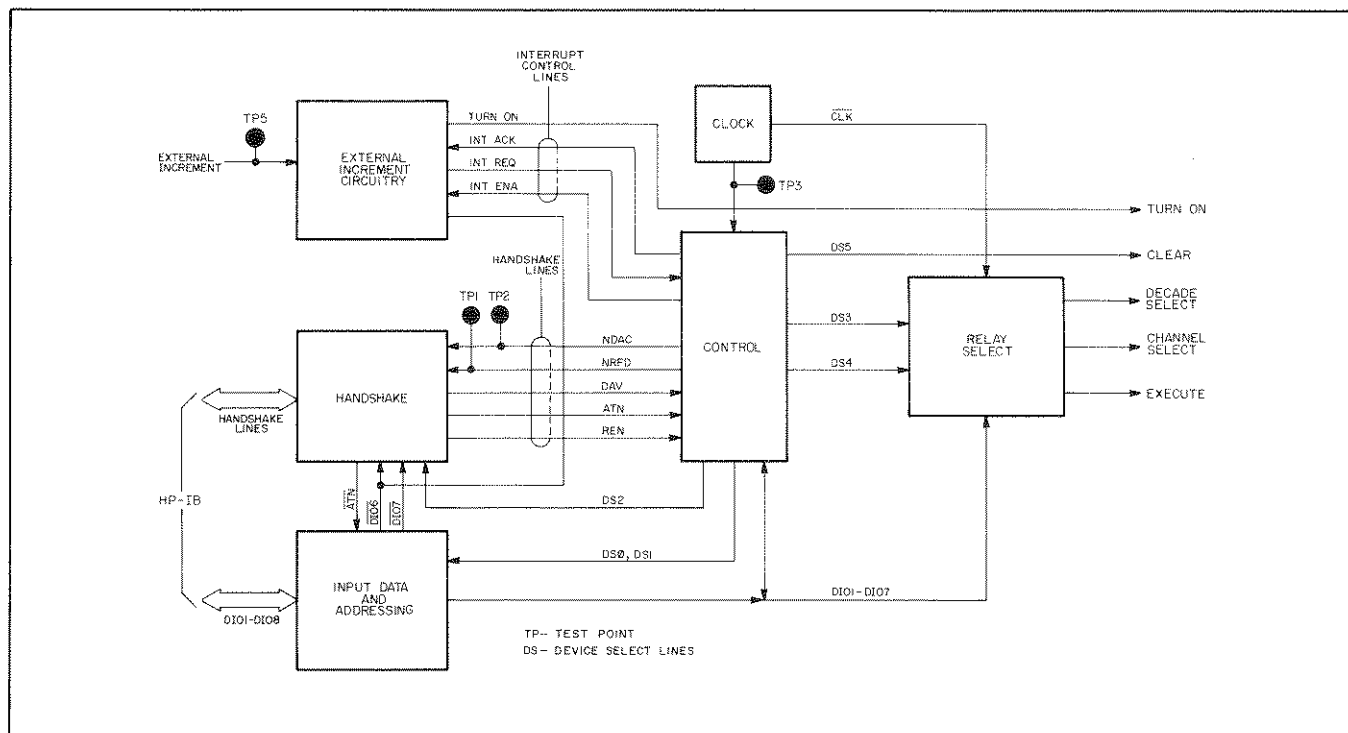 INTERRUPT
CONTROL
LINES
TP5
EXTERNAL
INCREMENT
EXTERNAL
INCREMENT
CIRCUITRY
TURN ON
INT ACK
INT REQ
INT ENA
CLOCK
CLK
TP3
TURN ON
HANDSHAKE
LINES
TP1
TP2
DS5
CLEAR
DECADE
SELECT
CHANNEL
SELECT
EXECUTE
DS3
DS4
RELAY
SELECT
CONTROL
NDAC
NRFD
DAV
ATN
REN
HANDSHAKE
HANDSHAKE
LINES
HP-IB
ATN
DIO6
DIO7
DS2
DSØ, DS1
INPUT DATA
AND
ADDRESSING
DIO1-DIO8
DIO1-DIO7
TP-- TEST POINT
DS- DEVICE SELECT LINES